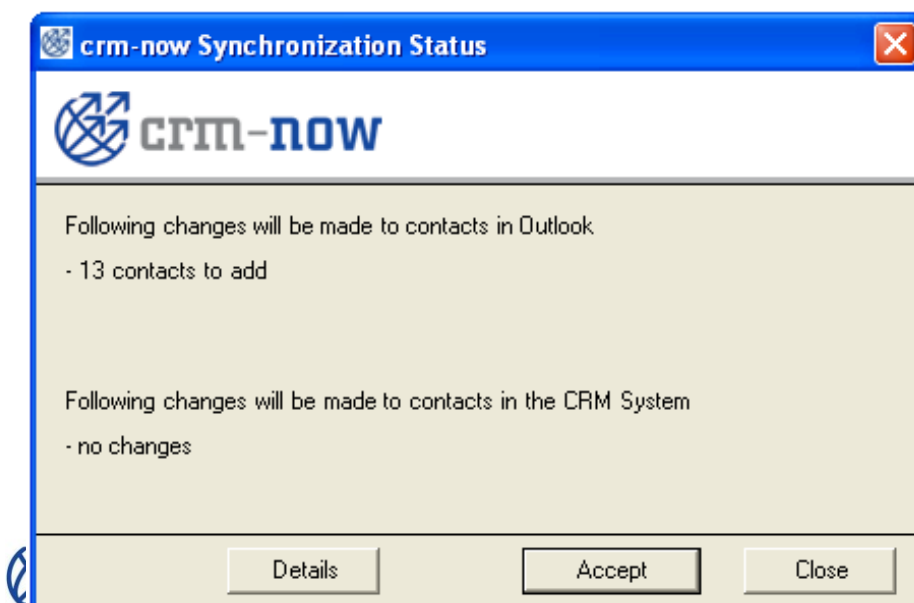 crm-now Synchronization Status
crm-now
Following changes will be made to contacts in Outlook
- 13 contacts to add
Following changes will be made to contacts in the CRM System
- no changes
Details Accept Close